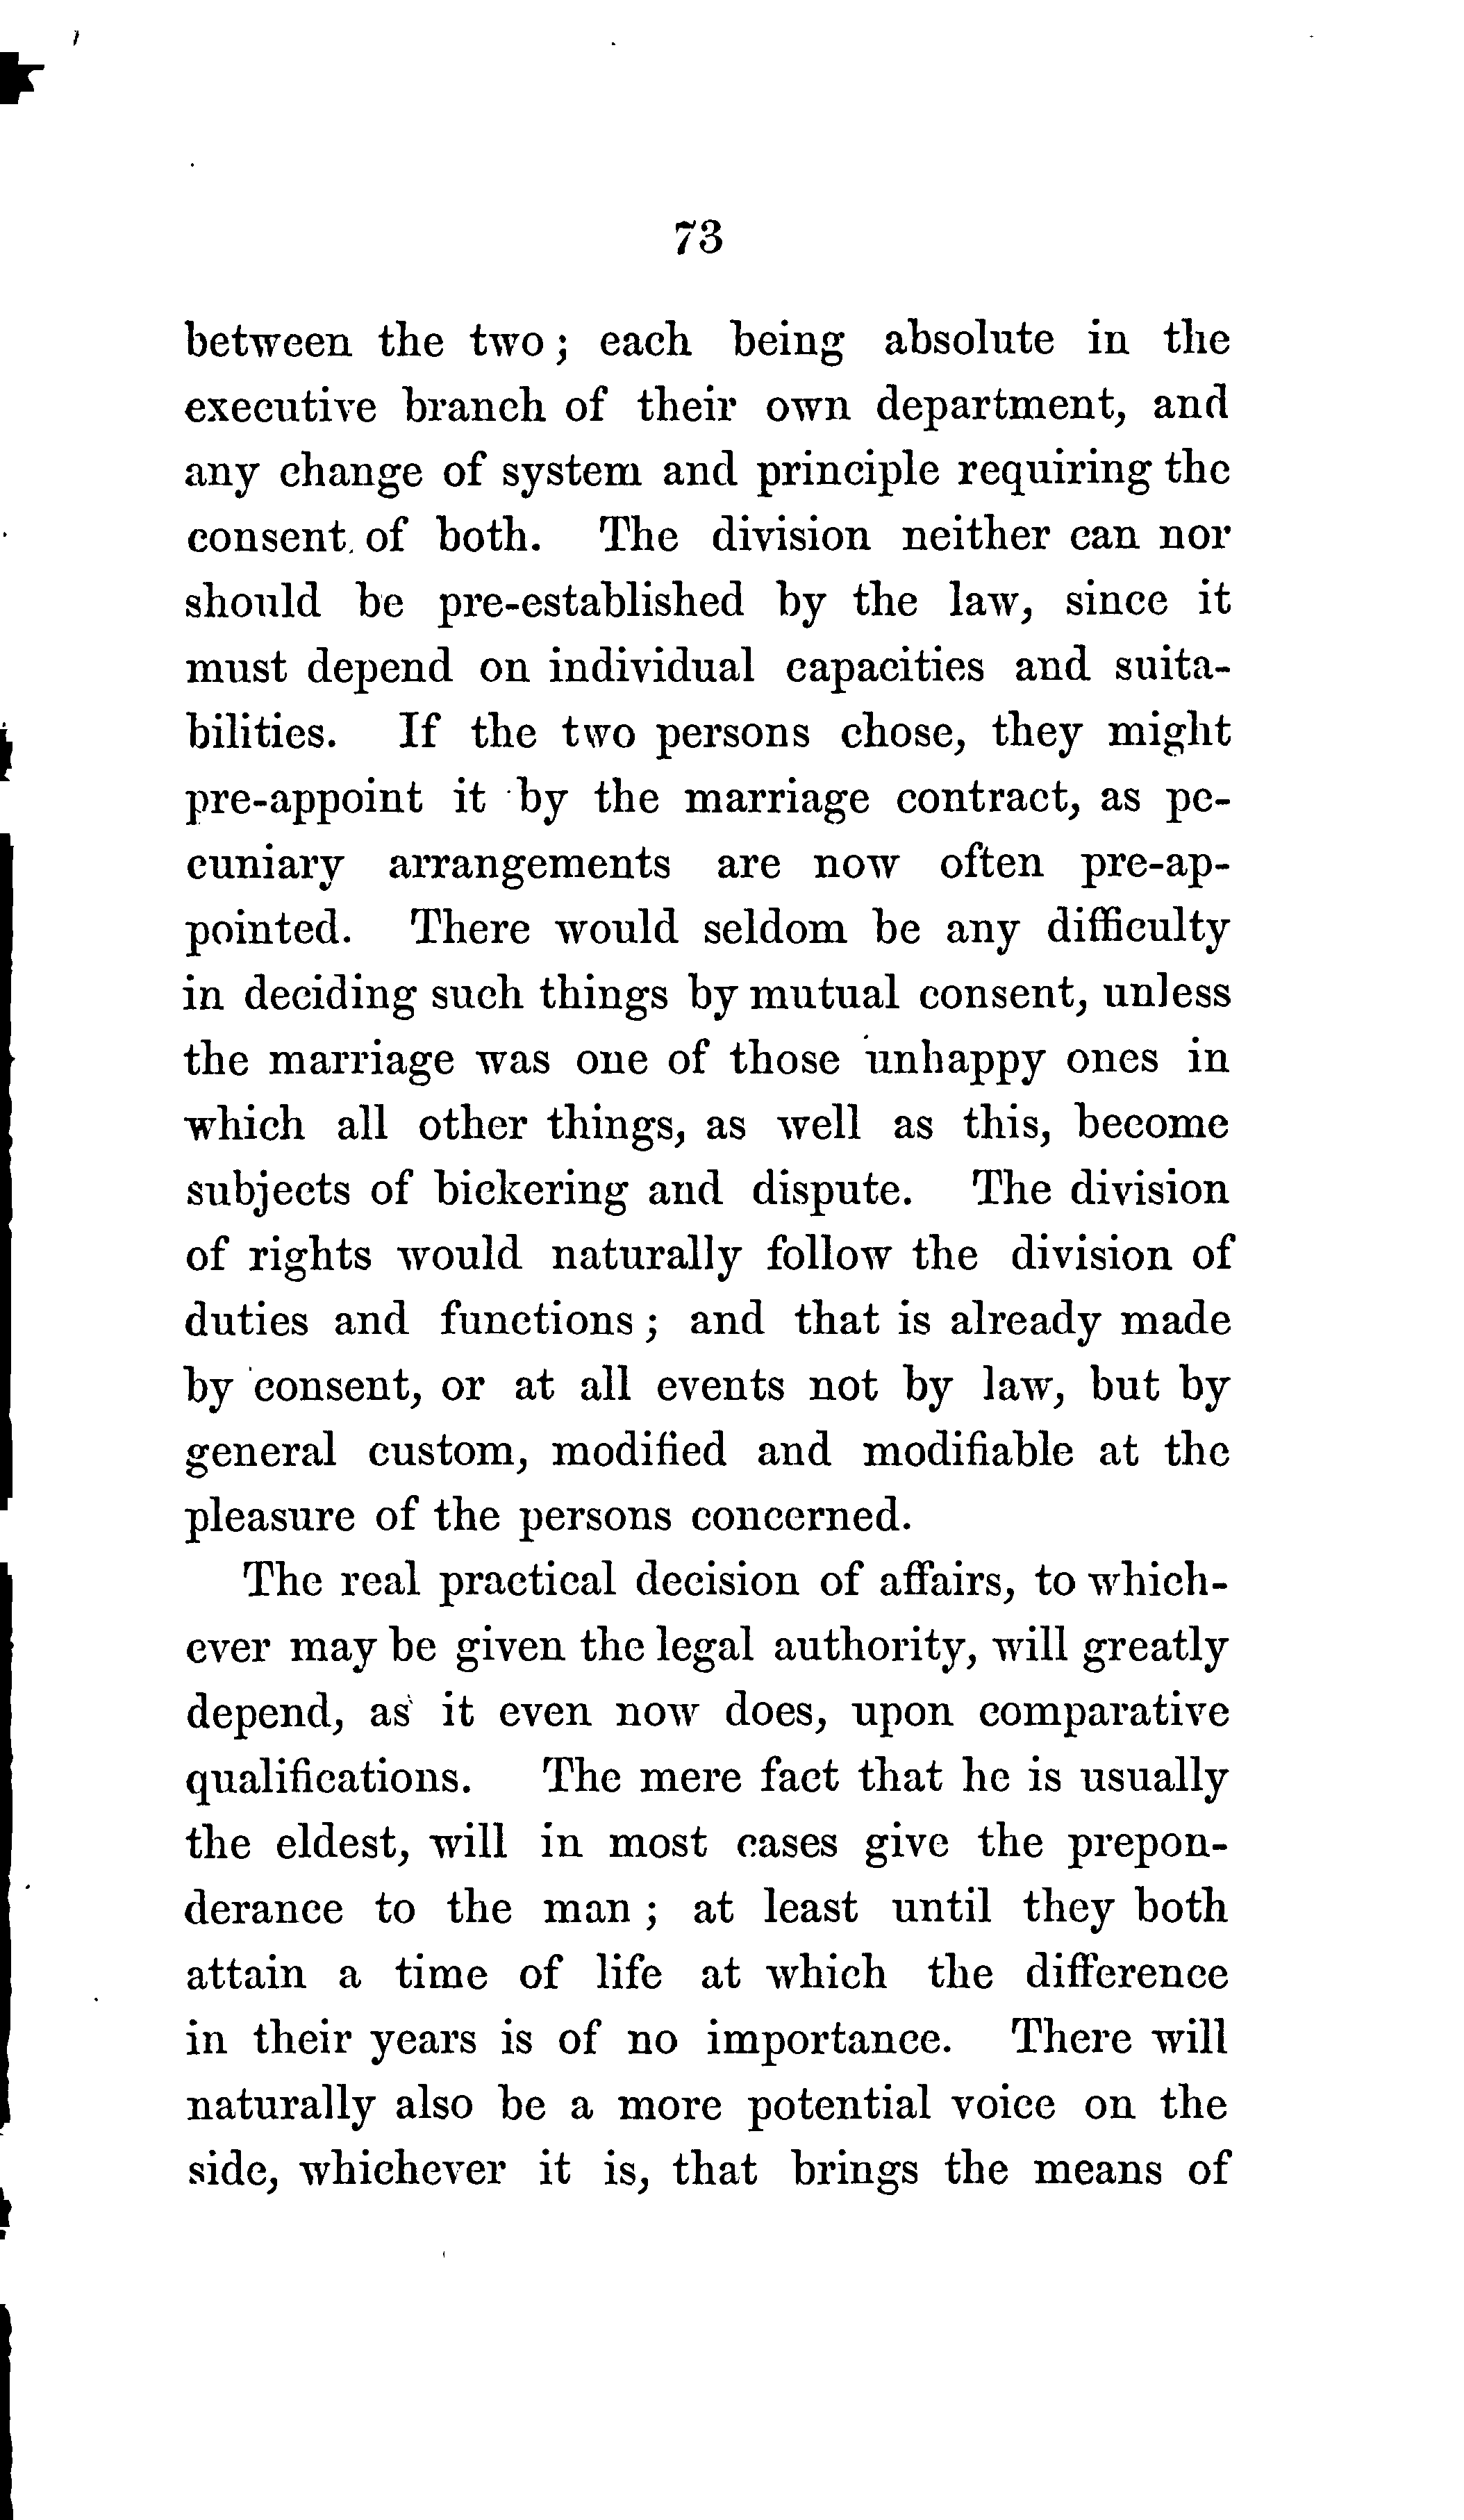 73
between the two; each being absolute in the
executive branch of their own department, and
any change of system and principle requiring the
consent of both. The division neither can nor
should be pre-established by the law, since it
must depend on individual capacities and suita-
bilities. If the two persons chose, they might
pre-appoint it by the marriage contract, as pe-
cuniary arrangements are now often pre-ap-
pointed. There would seldom be any difficulty
in deciding such things by mutual consent, unless
the marriage was one of those unhappy ones in
which all other things, as well as this, become
subjects of bickering and dispute. The division
of rights would naturally follow the division of
duties and functions; and that is already made
by consent, or at all events not by law, but by
general custom, modified and modifiable at the
pleasure of the persons concerned.
The real practical decision of affairs, to which-
ever may be given the legal authority, will greatly
depend, as it even now does, upon comparative
qualifications. The mere fact that he is usually
the eldest, will in most cases give the prepon-
derance to the man; at least until they both
attain a time of life at which the difference
in their years is of no importance. There will
naturally also be a more potential voice on the
side, whichever it is, that brings the means of